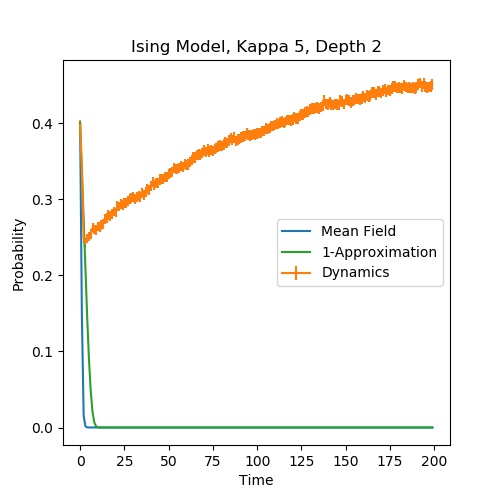 Ising Model, Kappa 5, Depth 2
Probability
0.4
0.3
0.2
0.1
0.0
Mean Field
1-Approximation
Dynamics
0 25 50 75 100 125 150 175 200
Time